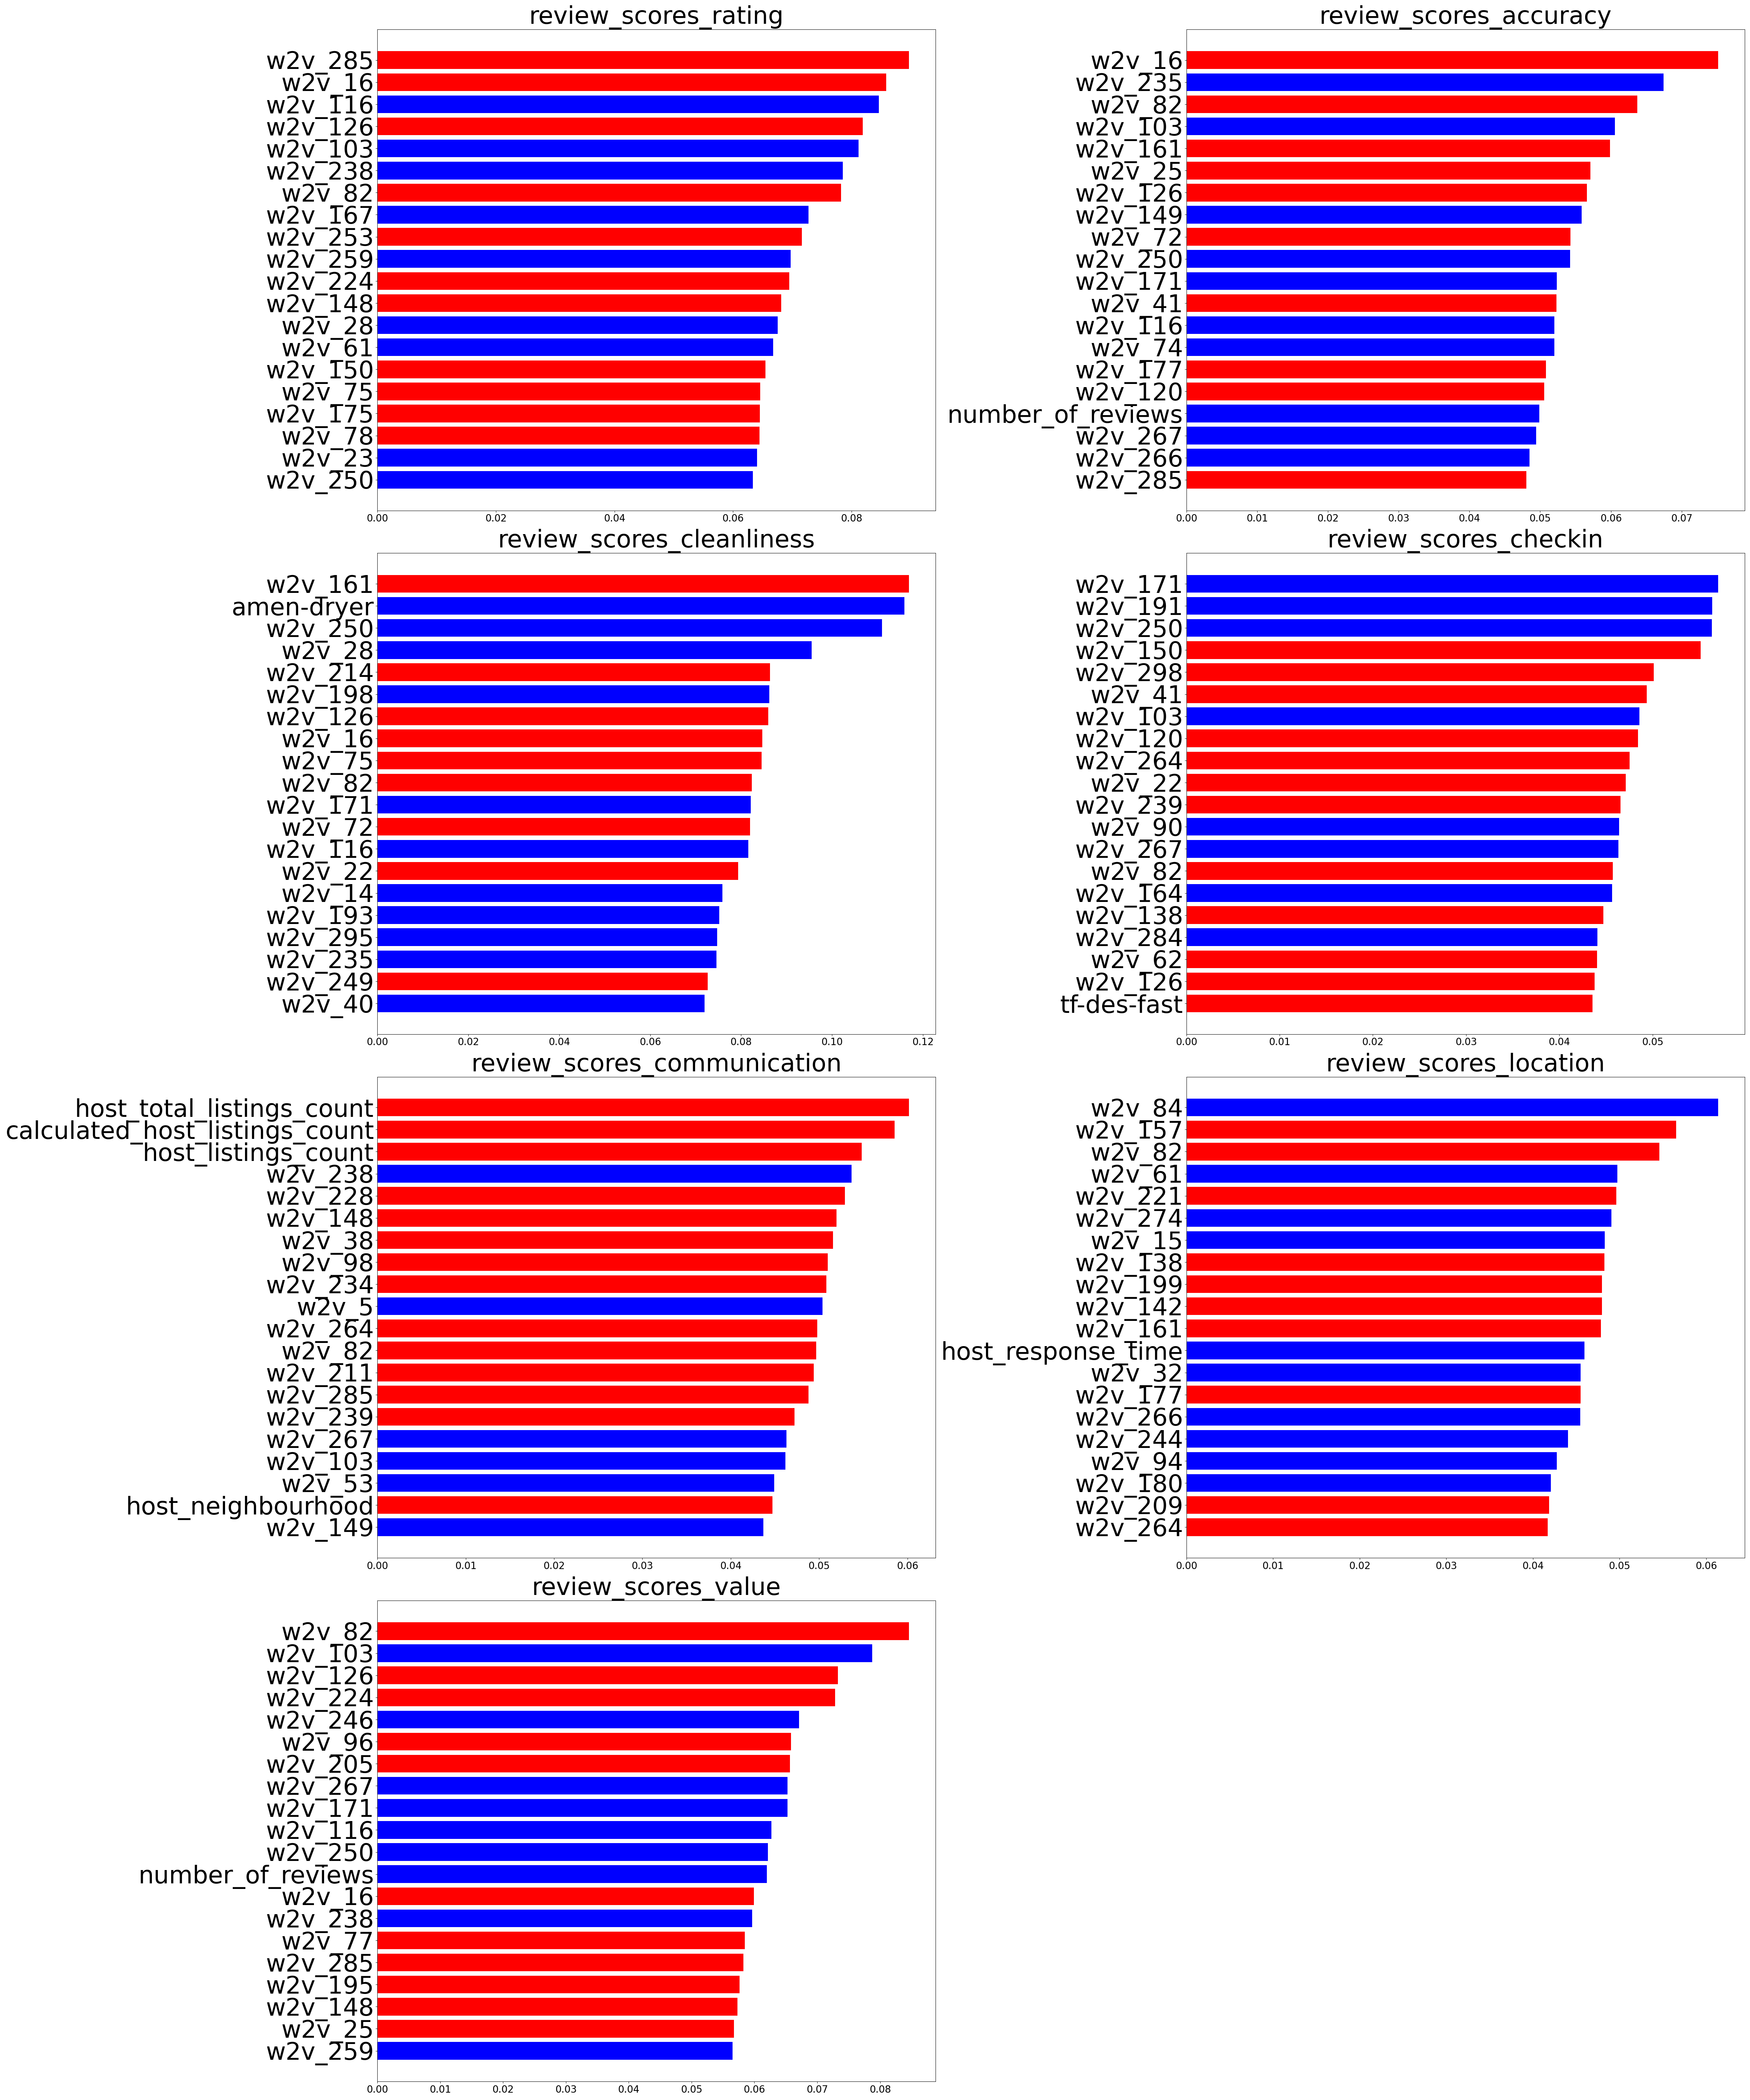 review_scores_rating
w2v_285
w2v_16
w2v_116
w2v_126
w2v_103
w2v_238
w2v_82
w2v_167
w2v_253
w2v_259
w2v_224
w2v_148
w2v_28
w2v_61
w2v_150
w2v_75
w2v_175
w2v_78
w2v_23
w2v_250
0.00 0.02 0.04 0.06 0.08
review_scores_accuracy
w2v_16
w2v_235
w2v_82
w2v_103
w2v_161
w2v_25
w2v_126
w2v_149
w2v_72
w2v_250
w2v_171
w2v_41
w2v_116
w2v_74
w2v_177
w2v_120
number_of_reviews
w2v_267
w2v_266
w2v_285
0.00 0.01 0.02 0.03 0.04 0.05 0.06 0.07
review_scores_cleanliness
w2v_161
amen-dryer
w2v_250
w2v_28
w2v_214
w2v_198
w2v_126
w2v_16
w2v_75
w2v_82
w2v_171
w2v_72
w2v_116
w2v_22
w2v_14
w2v_193
w2v_295
w2v_235
w2v_249
w2v_40
0.00 0.02 0.04 0.06 0.08 0.10 0.12
review_scores_checkin
w2v_171
w2v_191
w2v_250
w2v_150
w2v_298
w2v_41
w2v_103
w2v_120
w2v_264
w2v_22
w2v_239
w2v_90
w2v_267
w2v_82
w2v_164
w2v_138
w2v_284
w2v_62
w2v_126
tf-des-fast
0.00 0.01 0.02 0.03 0.04 0.05
review_scores_communication
host_total_listings_count
calculated_host_listings_count
host_listings_count
w2v_238
w2v_228
w2v_148
w2v_38
w2v_98
w2v_234
w2v_5
w2v_264
w2v_82
w2v_211
w2v_285
w2v_239
w2v_267
w2v_103
w2v_53
host_neighbourhood
w2v_149
0.00 0.01 0.02 0.03 0.04 0.05 0.06
review_scores_location
w2v_84
w2v_157
w2v_82
w2v_61
w2v_221
w2v_274
w2v_15
w2v_138
w2v_199
w2v_142
w2v_161
host_response_time
w2v_32
w2v_177
w2v_266
w2v_244
w2v_94
w2v_180
w2v_209
w2v_264
0.00 0.01 0.02 0.03 0.04 0.05 0.06
review_scores_value
w2v_82
w2v_103
w2v_126
w2v_224
w2v_246
w2v_96
w2v_205
w2v_267
w2v_171
w2v_116
w2v_250
number_of_reviews
w2v_16
w2v_238
w2v_77
w2v_285
w2v_195
w2v_148
w2v_25
w2v_259
0.00 0.01 0.02 0.03 0.04 0.05 0.06 0.07 0.08